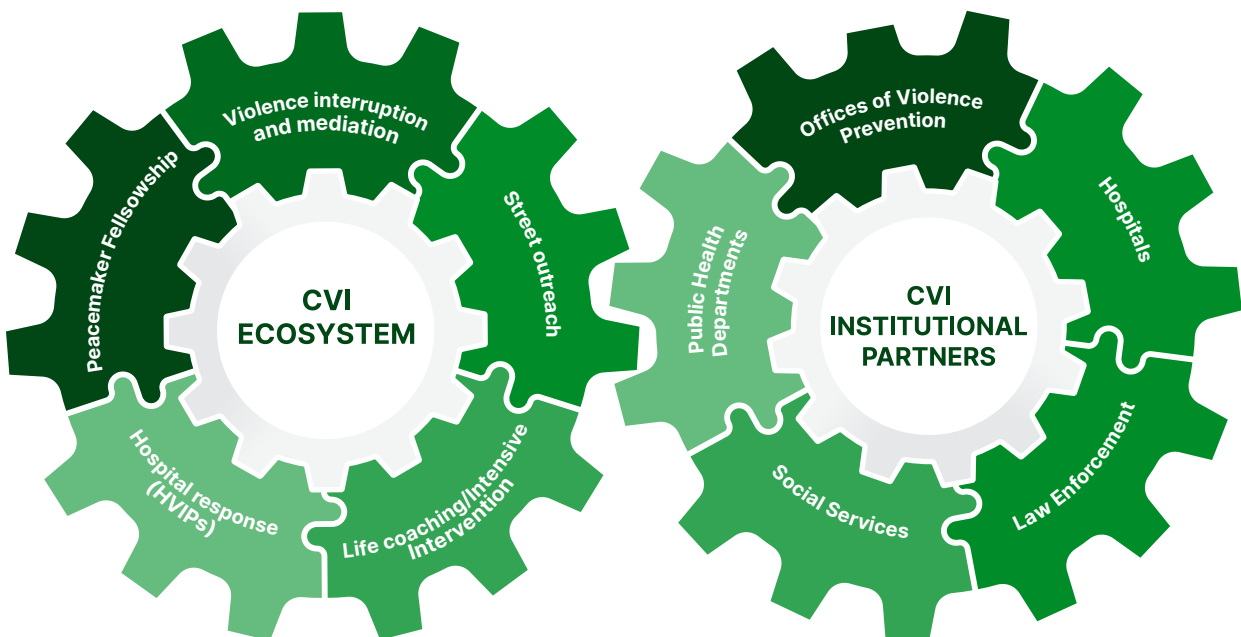 Violence interruption
and mediation
Street outreach
Life coaching/Intensive
Intervention
Hospital response
(HVIPs)
Peacemaker Fellsowship
CVI
ECOSYSTEM
Offices of Violence
Prevention
Hospitals
Law Enforcement
Social Services
Public Health
Departments
CVI
INSTITUTIONAL
PARTNERS